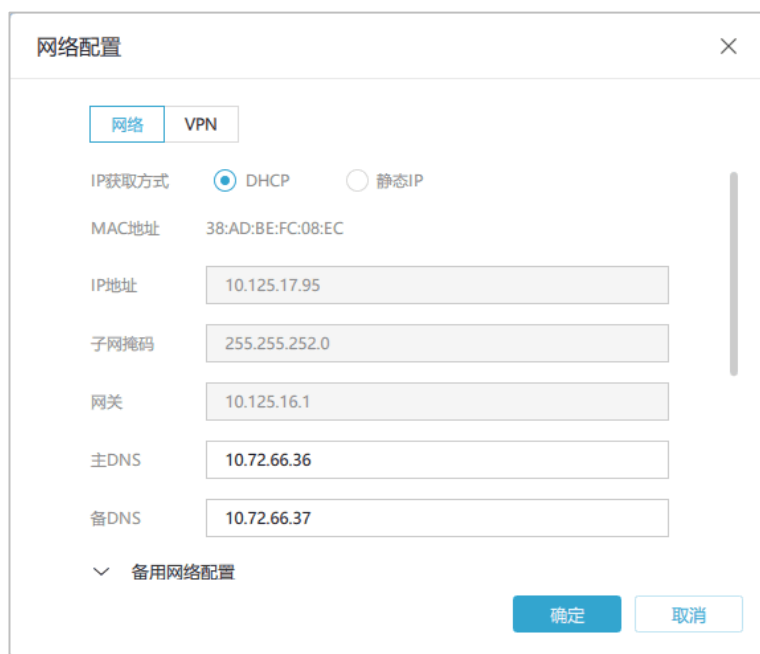 网络配置
网络 VPN
IP获取方式 DHCP 静态IP
MAC地址 38:AD:BE:FC:08:EC
IP地址 10.125.17.95
子网掩码 255.255.252.0
网关 10.125.16.1
主DNS 10.72.66.36
备DNS 10.72.66.37
备用网络配置
确定 取消